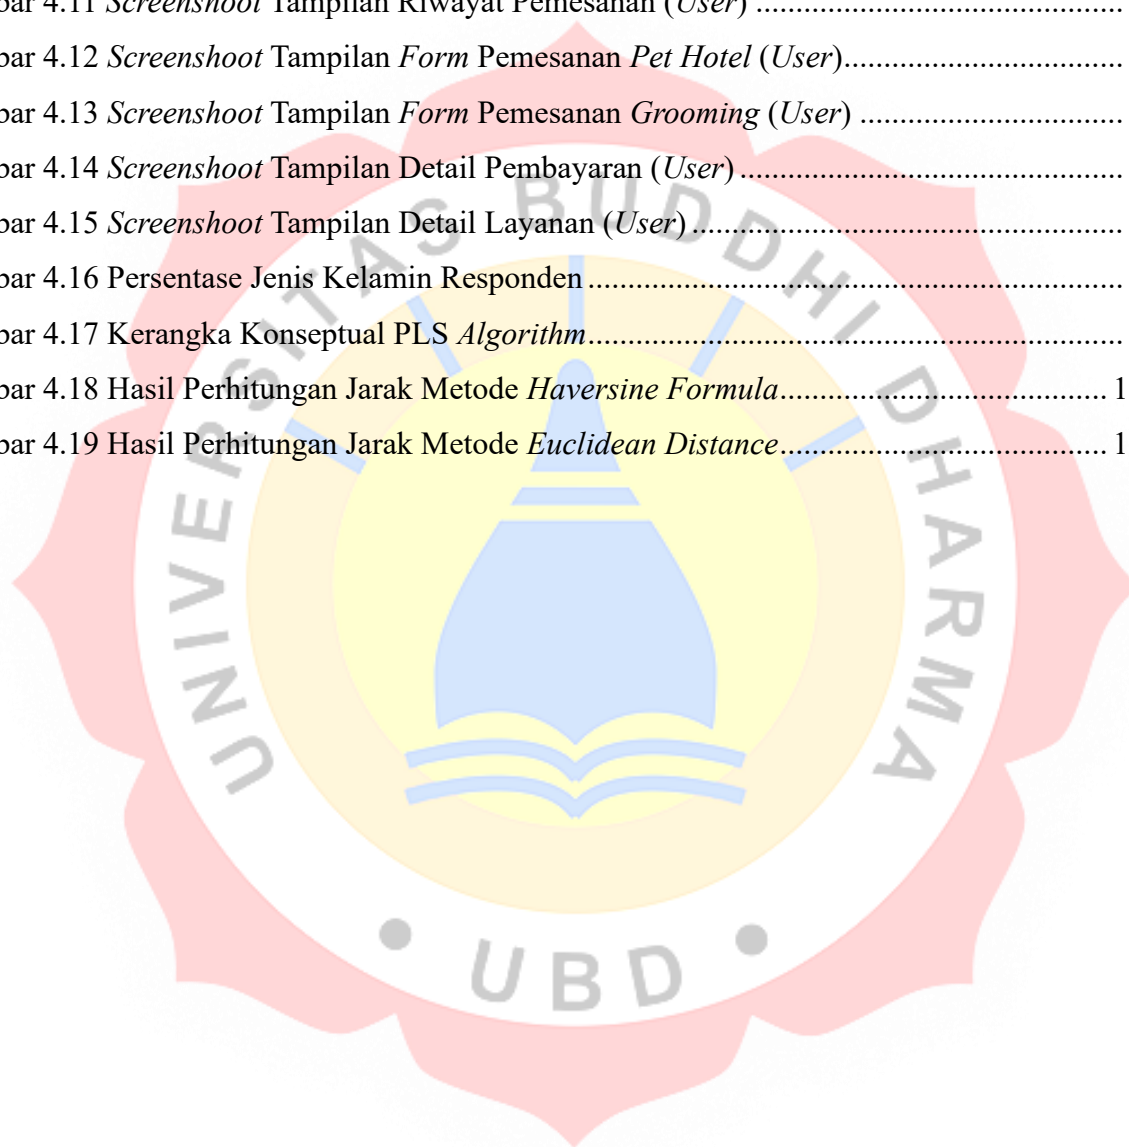 bar 4.11 Screenshoot Tampilan Riwayat Pemesanan (User) ................................................
bar 4.12 Screenshoot Tampilan Form Pemesanan Pet Hotel (User)...................................
bar 4.13 Screenshoot Tampilan Form Pemesanan Grooming (User) .................................
bar 4.14 Screenshoot Tampilan Detail Pembayaran (User) ................................................
bar 4.15 Screenshoot Tampilan Detail Layanan (User) ......................................................
bar 4.16 Persentase Jenis Kelamin Responden ....................................................................
bar 4.17 Kerangka Konseptual PLS Algorithm....................................................................
bar 4.18 Hasil Perhitungan Jarak Metode Haversine Formula.......................................... 1
bar 4.19 Hasil Perhitungan Jarak Metode Euclidean Distance.......................................... 1
UNIVERSITAS BUDDHI DHARMA
• UBD •